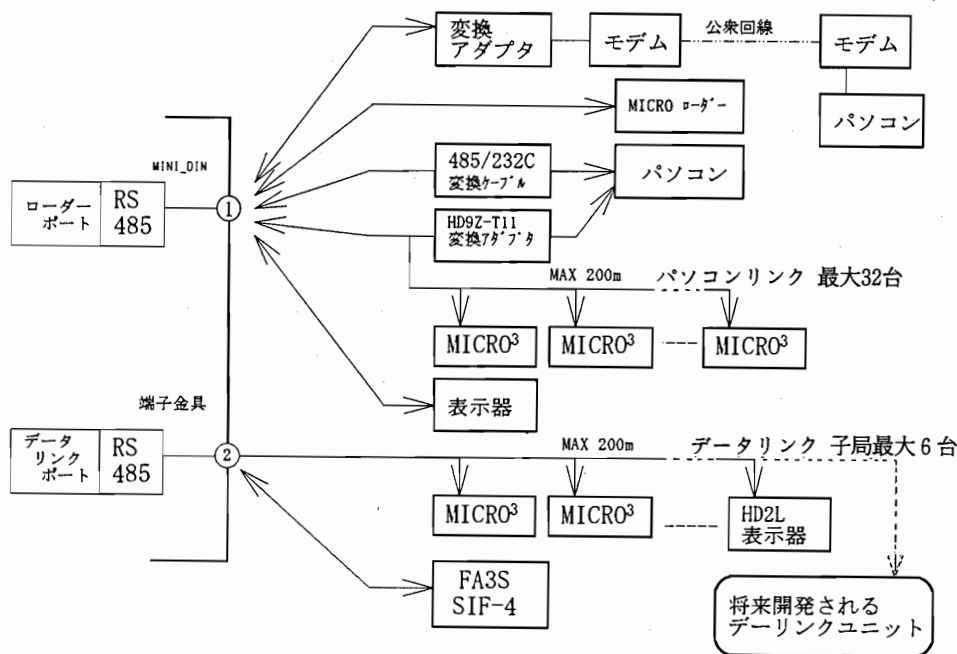 変換
アダプタ
モデム
公衆回線
モデム
パソコン
MICRO ローダー
MINI_DIN
ローダー
ポート
RS
485
①
485/232C
変換ケーブル
パソコン
HD9Z-T11
変換アダプタ
MAX 200m
パソコンリンク 最大32台
MICRO³
MICRO³
MICRO³
表示器
端子金具
データ
リンク
ポート
RS
485
②
MAX 200m
データリンク 子局最大6台
MICRO³
MICRO³
HD2L
表示器
FA3S
SIF-4
将来開発される
データリンクユニット